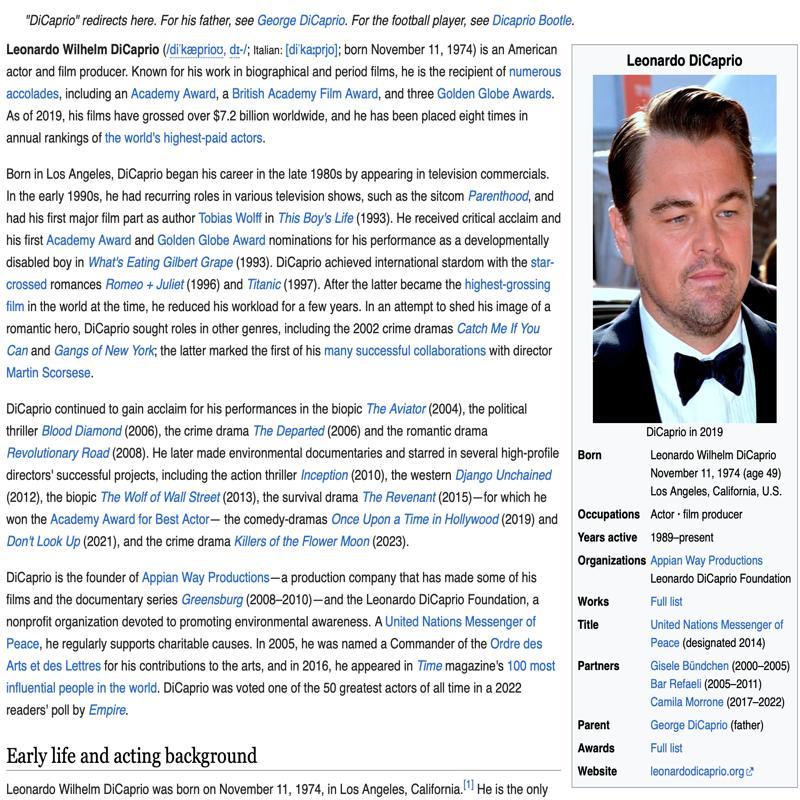 "DiCaprio" redirects here. For his father, see George DiCaprio. For the football player, see Dicaprio Bootle.
Leonardo Wilhelm DiCaprio (/diˈkæprioʊ, dɪ-/; Italian: [diˈkaːprjo]; born November 11, 1974) is an American
actor and film producer. Known for his work in biographical and period films, he is the recipient of numerous
accolades, including an Academy Award, a British Academy Film Award, and three Golden Globe Awards.
As of 2019, his films have grossed over $7.2 billion worldwide, and he has been placed eight times in
annual rankings of the world's highest-paid actors.
Born in Los Angeles, DiCaprio began his career in the late 1980s by appearing in television commercials.
In the early 1990s, he had recurring roles in various television shows, such as the sitcom Parenthood, and
had his first major film part as author Tobias Wolff in This Boy's Life (1993). He received critical acclaim and
his first Academy Award and Golden Globe Award nominations for his performance as a developmentally
disabled boy in What's Eating Gilbert Grape (1993). DiCaprio achieved international stardom with the star-
crossed romances Romeo + Juliet (1996) and Titanic (1997). After the latter became the highest-grossing
film in the world at the time, he reduced his workload for a few years. In an attempt to shed his image of a
romantic hero, DiCaprio sought roles in other genres, including the 2002 crime dramas Catch Me If You
Can and Gangs of New York; the latter marked the first of his many successful collaborations with director
Martin Scorsese.
DiCaprio continued to gain acclaim for his performances in the biopic The Aviator (2004), the political
thriller Blood Diamond (2006), the crime drama The Departed (2006) and the romantic drama
Revolutionary Road (2008). He later made environmental documentaries and starred in several high-profile
directors' successful projects, including the action thriller Inception (2010), the western Django Unchained
(2012), the biopic The Wolf of Wall Street (2013), the survival drama The Revenant (2015)—for which he
won the Academy Award for Best Actor— the comedy-dramas Once Upon a Time in Hollywood (2019) and
Don't Look Up (2021), and the crime drama Killers of the Flower Moon (2023).
DiCaprio is the founder of Appian Way Productions—a production company that has made some of his
films and the documentary series Greensburg (2008–2010)—and the Leonardo DiCaprio Foundation, a
nonprofit organization devoted to promoting environmental awareness. A United Nations Messenger of
Peace, he regularly supports charitable causes. In 2005, he was named a Commander of the Ordre des
Arts et des Lettres for his contributions to the arts, and in 2016, he appeared in Time magazine's 100 most
influential people in the world. DiCaprio was voted one of the 50 greatest actors of all time in a 2022
readers' poll by Empire.
Early life and acting background
Leonardo Wilhelm DiCaprio was born on November 11, 1974, in Los Angeles, California.[1] He is the only
Leonardo DiCaprio
DiCaprio in 2019
Born Leonardo Wilhelm DiCaprio
November 11, 1974 (age 49)
Los Angeles, California, U.S.
Occupations Actor · film producer
Years active 1989–present
Organizations Appian Way Productions
Leonardo DiCaprio Foundation
Works Full list
Title United Nations Messenger of
Peace (designated 2014)
Partners Gisele Bündchen (2000–2005)
Bar Refaeli (2005–2011)
Camila Morrone (2017–2022)
Parent George DiCaprio (father)
Awards Full list
Website leonardodicaprio.org